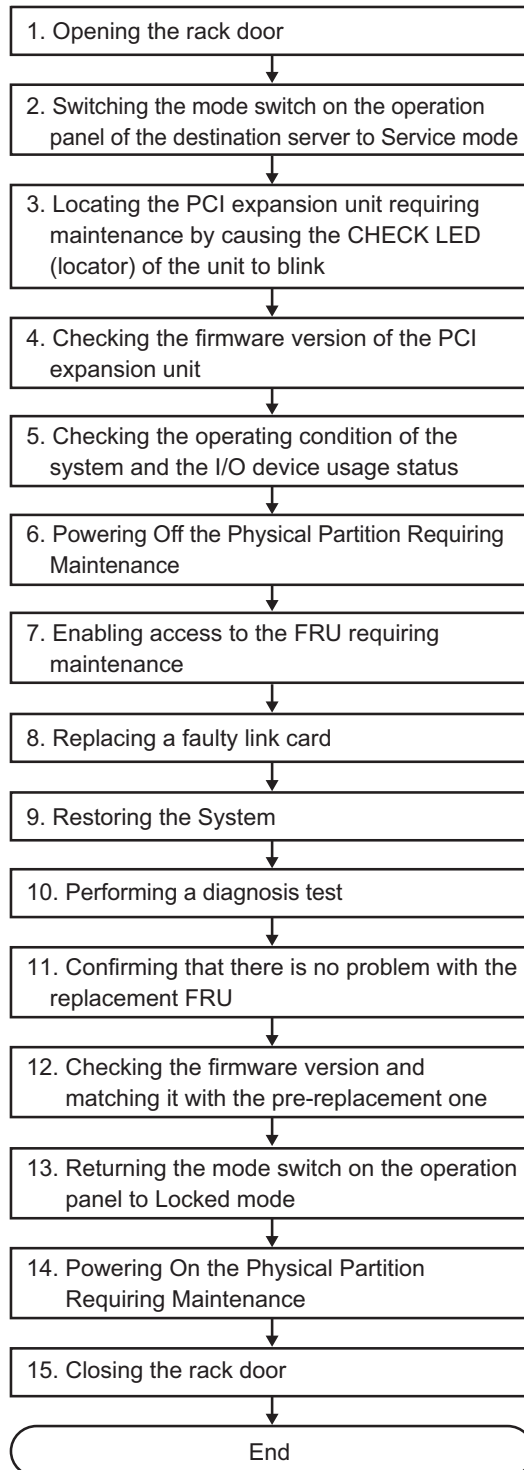 1. Opening the rack door
2. Switching the mode switch on the operation
panel of the destination server to Service mode
3. Locating the PCI expansion unit requiring
maintenance by causing the CHECK LED
(locator) of the unit to blink
4. Checking the firmware version of the PCI
expansion unit
5. Checking the operating condition of the
system and the I/O device usage status
6. Powering Off the Physical Partition Requiring
Maintenance
7. Enabling access to the FRU requiring
maintenance
8. Replacing a faulty link card
9. Restoring the System
10. Performing a diagnosis test
11. Confirming that there is no problem with the
replacement FRU
12. Checking the firmware version and
matching it with the pre-replacement one
13. Returning the mode switch on the operation
panel to Locked mode
14. Powering On the Physical Partition
Requiring Maintenance
15. Closing the rack door
End